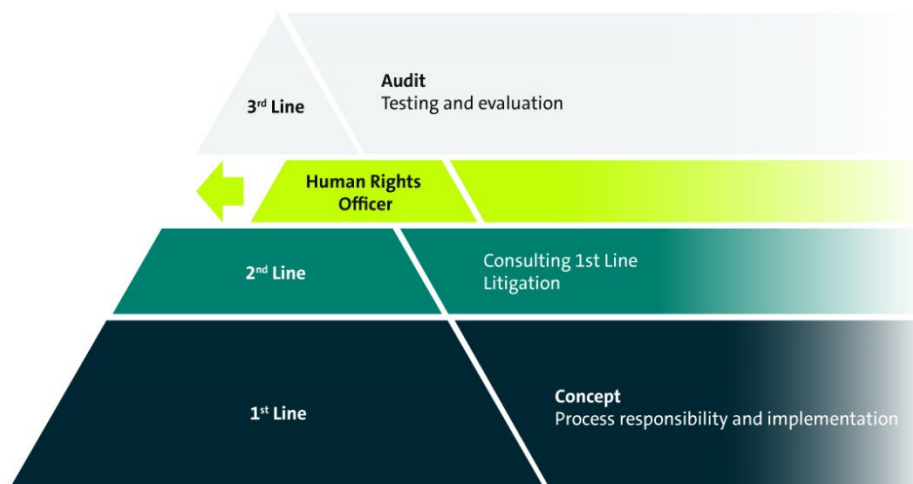 3rd Line
Audit
Testing and evaluation
Human Rights
Officer
2nd Line
Consulting 1st Line
Litigation
1st Line
Concept
Process responsibility and implementation